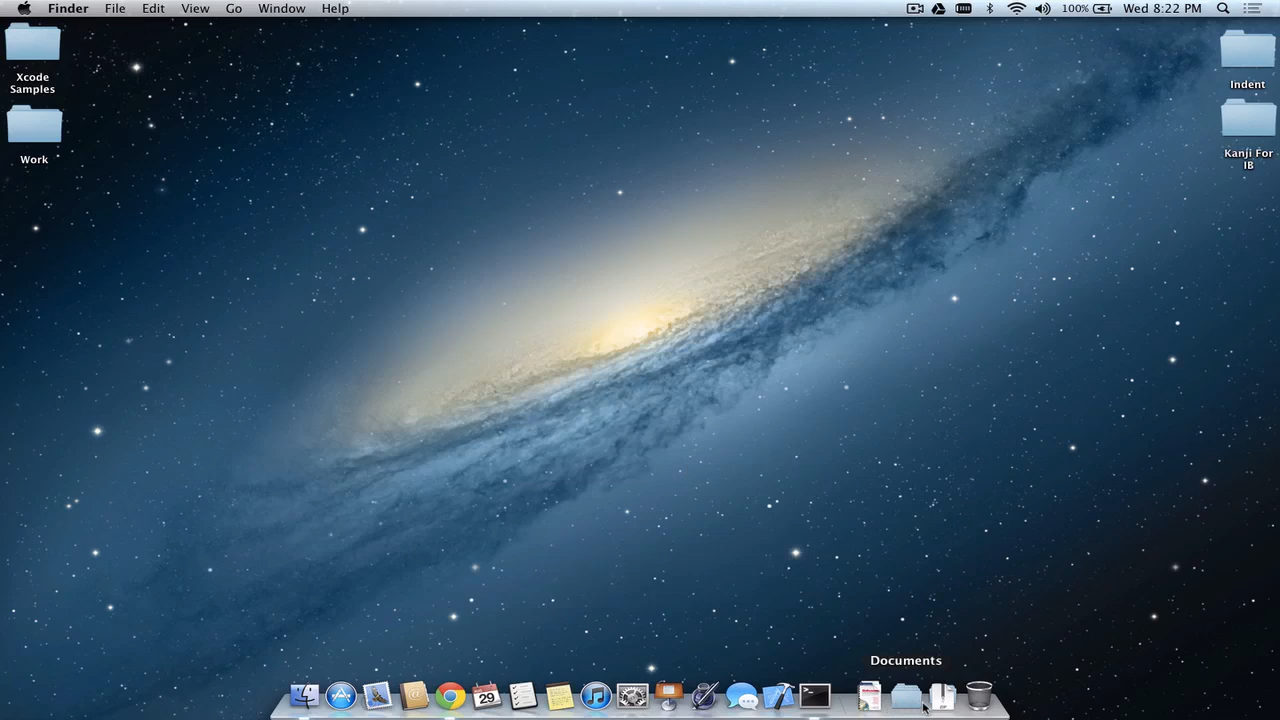 Finder File Edit View Go Window Help
100% Wed 8:22 PM
Xcode
Samples
Work
Indent
Kanji For
IB
Documents
29